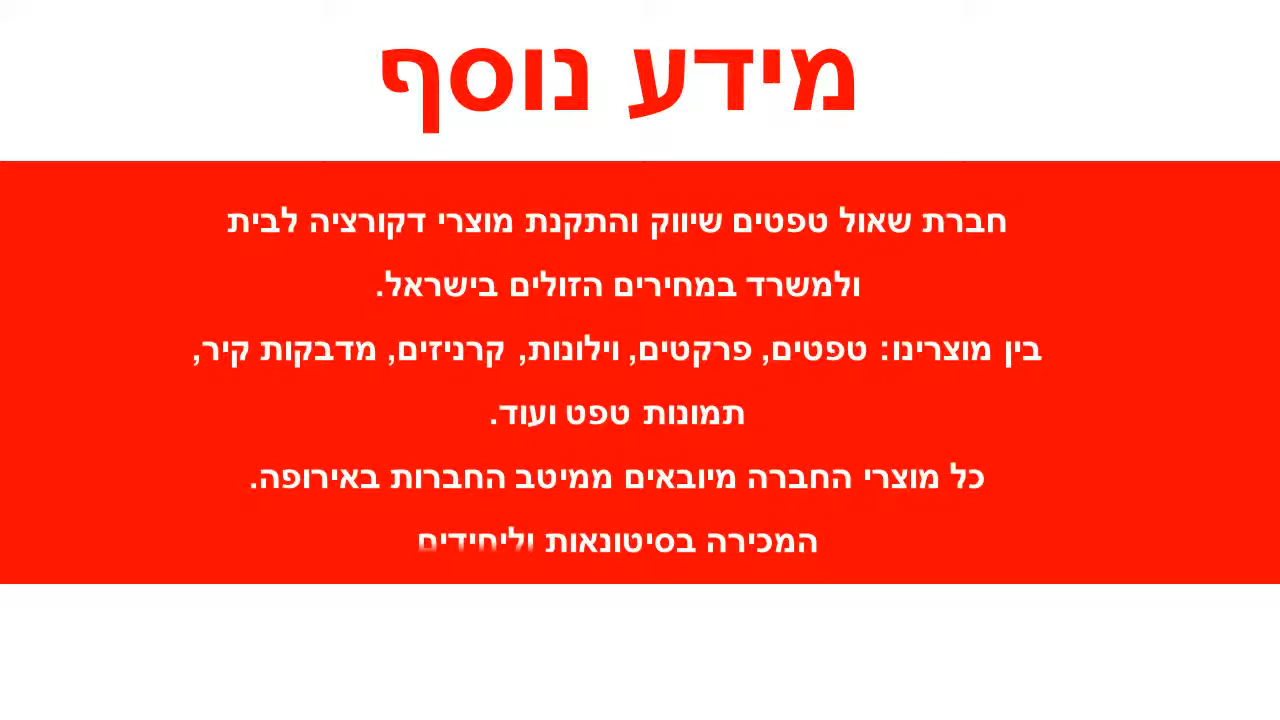 מידע נוסף
חברת שאול טפטים שיווק והתקנת מוצרי דקורציה לבית
ולמשרד במחירים הזולים בישראל.
בין מוצרינו: טפטים, פרקטים, וילונות, קרניזים, מדבקות קיר,
תמונות טפט ועוד.
כל מוצרי החברה מיובאים ממיטב החברות באירופה.
המכירה בסיטונאות וליחידים